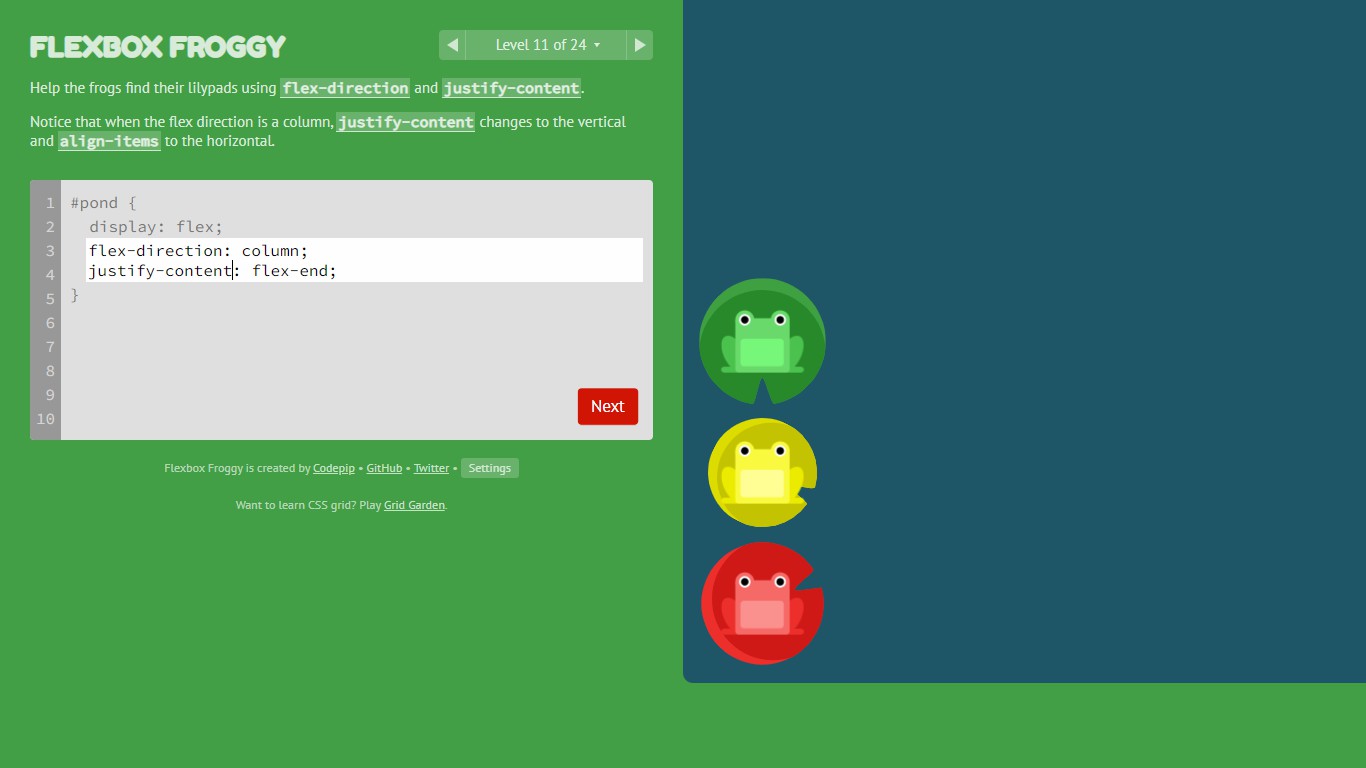 FLEXBOX FROGGY
Level 11 of 24
Help the frogs find their lilypads using flex-direction and justify-content.
Notice that when the flex direction is a column, justify-content changes to the vertical
and align-items to the horizontal.
1 #pond {
2 display: flex;
3 flex-direction: column;
4 justify-content: flex-end;
5 }
6
7
8
9
10
Next
Flexbox Froggy is created by Codepip • GitHub • Twitter • Settings
Want to learn CSS grid? Play Grid Garden.